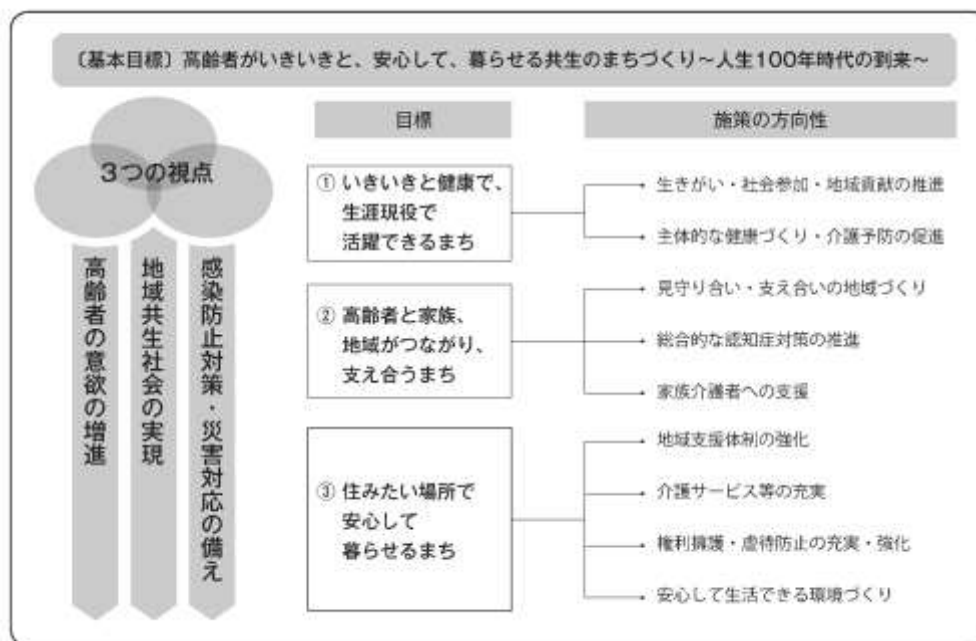 〔基本目標〕高齢者がいきいきと、安心して、暮らせる共生のまちづくり～人生100年時代の到来～
3つの視点
高齢者の意欲の増進
地域共生社会の実現
感染防止対策・災害対応の備え
目標
施策の方向性
① いきいきと健康で、
生涯現役で
活躍できるまち
生きがい・社会参加・地域貢献の推進
主体的な健康づくり・介護予防の促進
② 高齢者と家族、
地域がつながり、
支え合うまち
見守り合い・支え合いの地域づくり
総合的な認知症対策の推進
家族介護者への支援
③ 住みたい場所で
安心して
暮らせるまち
地域支援体制の強化
介護サービス等の充実
権利擁護・虐待防止の充実・強化
安心して生活できる環境づくり